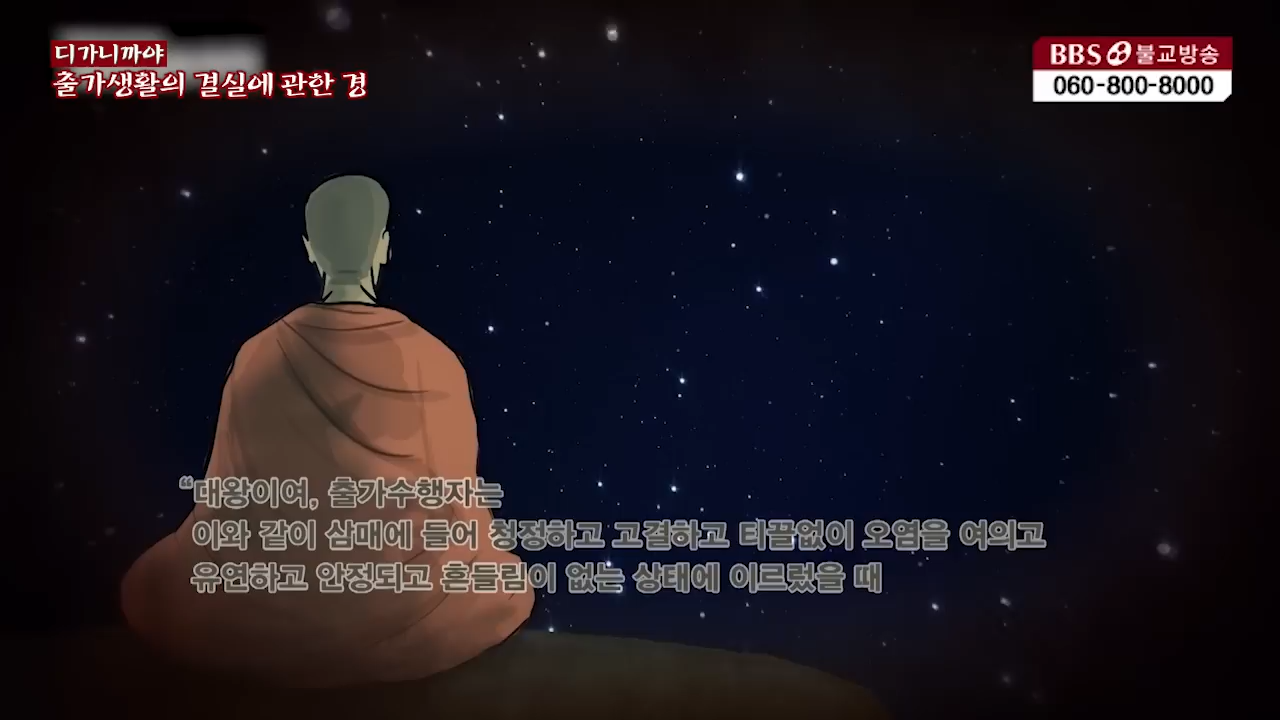 디가니까야
출가생활의 결실에 관한 경
BBS 불교방송
060-800-8000
“대왕이여, 출가수행자는
이와 같이 삼매에 들어 청정하고 고결하고 티끌없이 오염을 여의고
유연하고 안정되고 흔들림이 없는 상태에 이르렀을 때